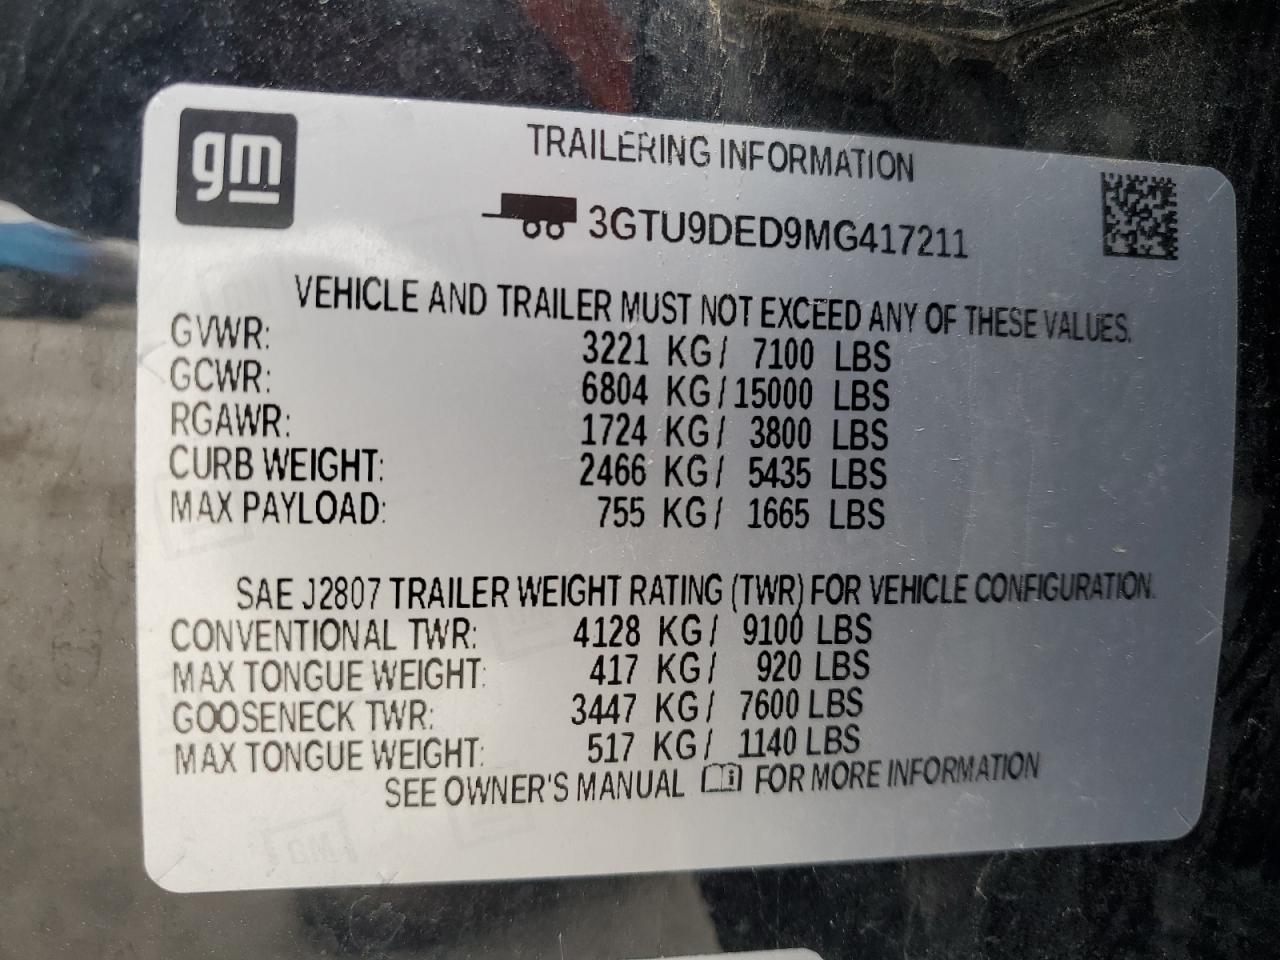 gm
TRAILERING INFORMATION
3GTU9DED9MG417211
VEHICLE AND TRAILER MUST NOT EXCEED ANY OF THESE VALUES.
GVWR: 3221 KG/ 7100 LBS
GCWR: 6804 KG/15000 LBS
RGAWR: 1724 KG/ 3800 LBS
CURB WEIGHT: 2466 KG/ 5435 LBS
MAX PAYLOAD: 755 KG/ 1665 LBS
SAE J2807 TRAILER WEIGHT RATING (TWR) FOR VEHICLE CONFIGURATION.
CONVENTIONAL TWR: 4128 KG/ 9100 LBS
MAX TONGUE WEIGHT: 417 KG/ 920 LBS
GOOSENECK TWR: 3447 KG/ 7600 LBS
MAX TONGUE WEIGHT: 517 KG/ 1140 LBS
SEE OWNER'S MANUAL FOR MORE INFORMATION